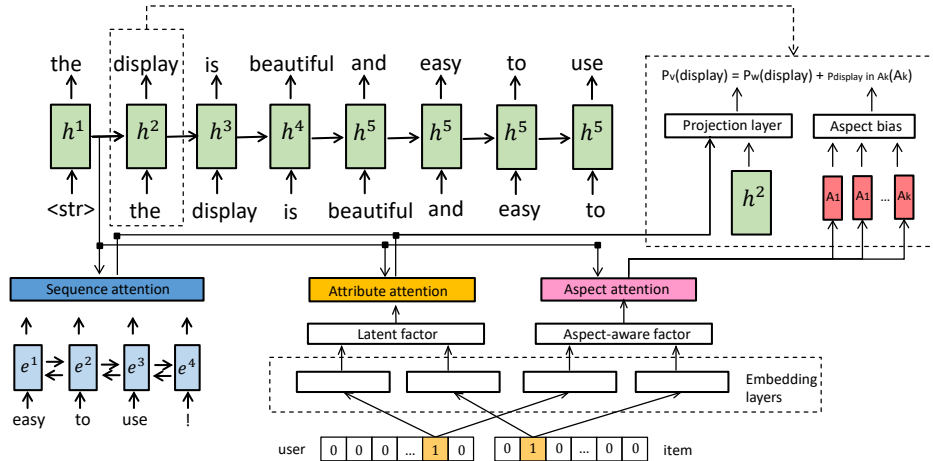 the display is beautiful and easy to use
h¹ h² h³ h⁴ h⁵ h⁵ h⁵ h⁵
<str> the display is beautiful and easy to
Pv(display) = Pw(display) + Pdisplay in Ak(Ak)
Projection layer Aspect bias
h² A1 A1 ... Ak
Sequence attention Attribute attention Aspect attention
Latent factor Aspect-aware factor
e¹ e² e³ e⁴
easy to use !
Embedding
layers
user 0 0 0 ... 1 0 0 1 0 ... 0 0 item